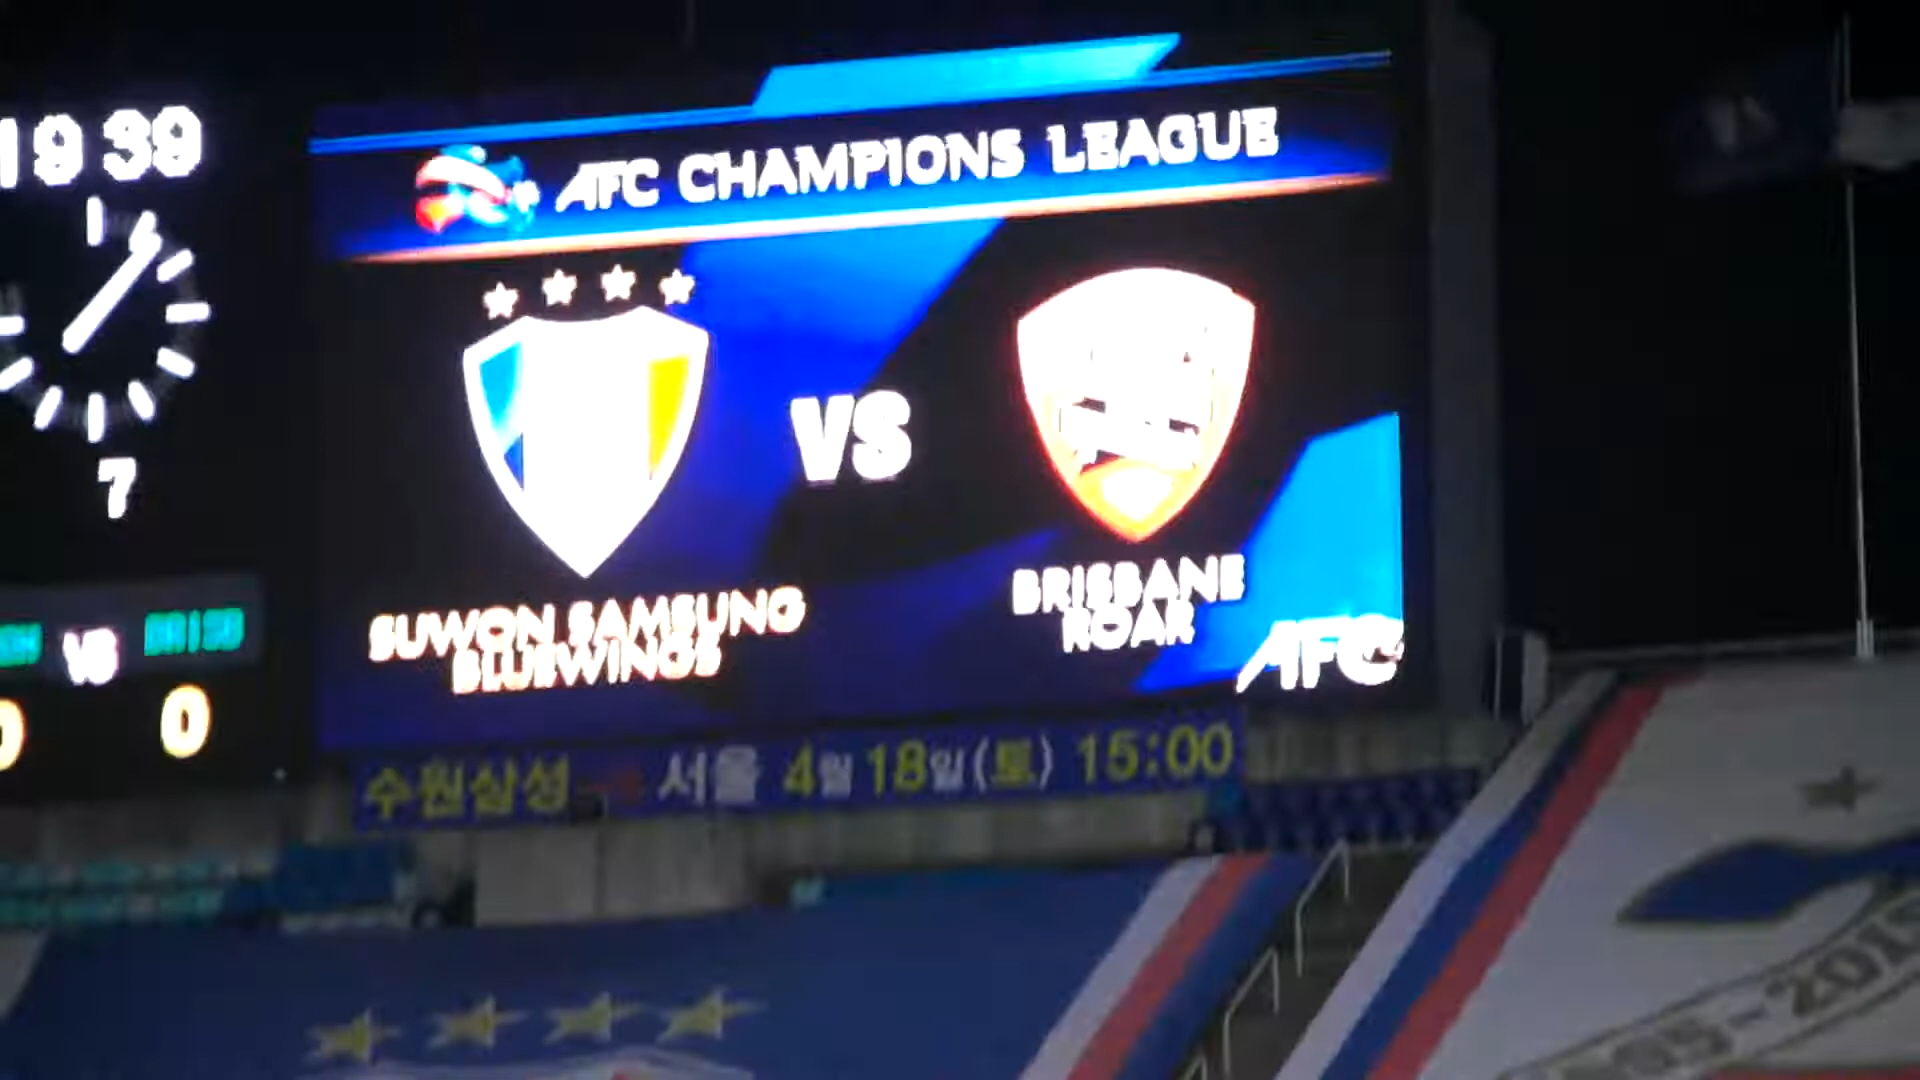 19 39
AFC CHAMPIONS LEAGUE
VS
7
SUWON SAMSUNG
BLUEWINGS
BRISBANE
ROAR
AFC
VS
0 0
수원삼성 서울 4월 18일(토) 15:00